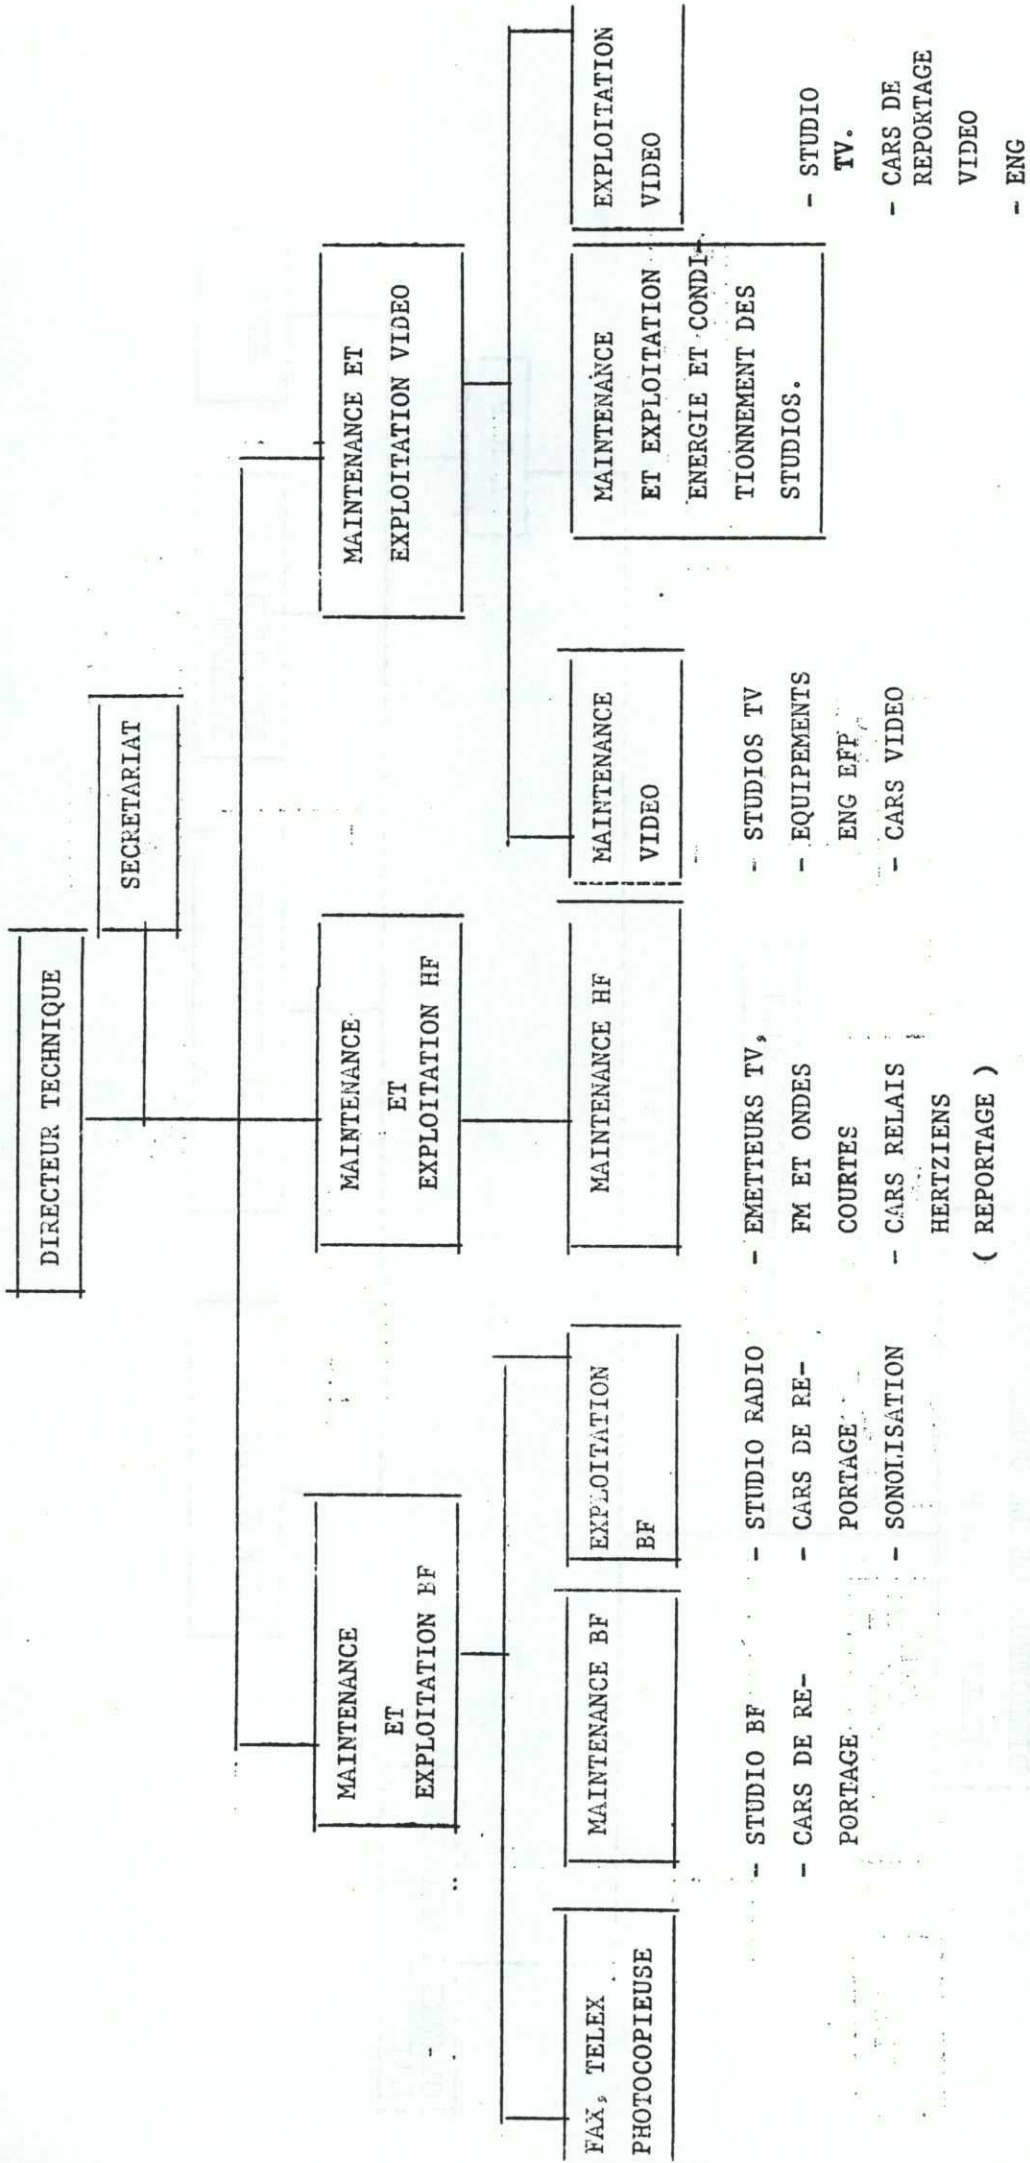 DIRECTEUR TECHNIQUE
SECRETARIAT
MAINTENANCE
ET
EXPLOITATION BF
MAINTENANCE
ET
EXPLOITATION HF
MAINTENANCE ET
EXPLOITATION VIDEO
FAX, TELEX
PHOTOCOPIEUSE
MAINTENANCE BF
- STUDIO BF
- CARS DE RE-
PORTAGE
EXPLOITATION
BF
- STUDIO RADIO
- CARS DE RE-
PORTAGE
- SONOLISATION
MAINTENANCE HF
- EMETTEURS TV,
FM ET ONDES
COURTES
- CARS RELAIS
HERTZIENS
( REPORTAGE )
MAINTENANCE
VIDEO
- STUDIOS TV
- EQUIPEMENTS
ENG EFP
- CARS VIDEO
MAINTENANCE
ET EXPLOITATION
ENERGIE ET CONDI-
TIONNEMENT DES
STUDIOS.
EXPLOITATION
VIDEO
- STUDIO
TV.
- CARS DE
REPORTAGE
VIDEO
- ENG